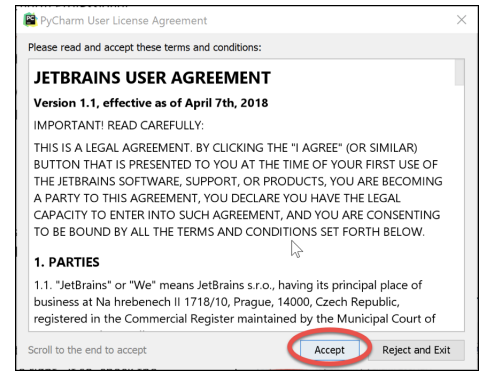 PyCharm User License Agreement
Please read and accept these terms and conditions:
JETBRAINS USER AGREEMENT
Version 1.1, effective as of April 7th, 2018
IMPORTANT! READ CAREFULLY:
THIS IS A LEGAL AGREEMENT. BY CLICKING THE "I AGREE" (OR SIMILAR)
BUTTON THAT IS PRESENTED TO YOU AT THE TIME OF YOUR FIRST USE OF
THE JETBRAINS SOFTWARE, SUPPORT, OR PRODUCTS, YOU ARE BECOMING
A PARTY TO THIS AGREEMENT, YOU DECLARE YOU HAVE THE LEGAL
CAPACITY TO ENTER INTO SUCH AGREEMENT, AND YOU ARE CONSENTING
TO BE BOUND BY ALL THE TERMS AND CONDITIONS SET FORTH BELOW.
1. PARTIES
1.1. "JetBrains" or "We" means JetBrains s.r.o., having its principal place of
business at Na hrebenech II 1718/10, Prague, 14000, Czech Republic,
registered in the Commercial Register maintained by the Municipal Court of
Scroll to the end to accept
Accept
Reject and Exit